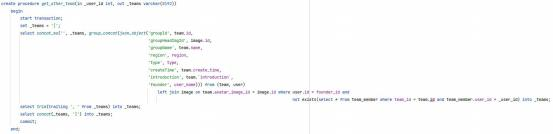 create procedure get_other_team(in _user_id int, out _teams varchar(8192))
begin
start transaction;
set _teams = '[';
select concat_ws('', _teams, group_concat(json_object('groupId', team.id,
'groupHeadImgId', image.id,
'groupName', team.name,
'region', region,
'type', type,
'createTime', team.create_time,
'introduction', team.introduction,
'founder', user_name))) from (team, user)
left join image on team.avatar_image_id = image.id where user.id = founder_id and
not exists(select * from team_member where team_id = team.id and team_member.user_id = _user_id) into _teams;
select trim(trailing ', ' from _teams) into _teams;
select concat(_teams, ']') into _teams;
commit;
end;